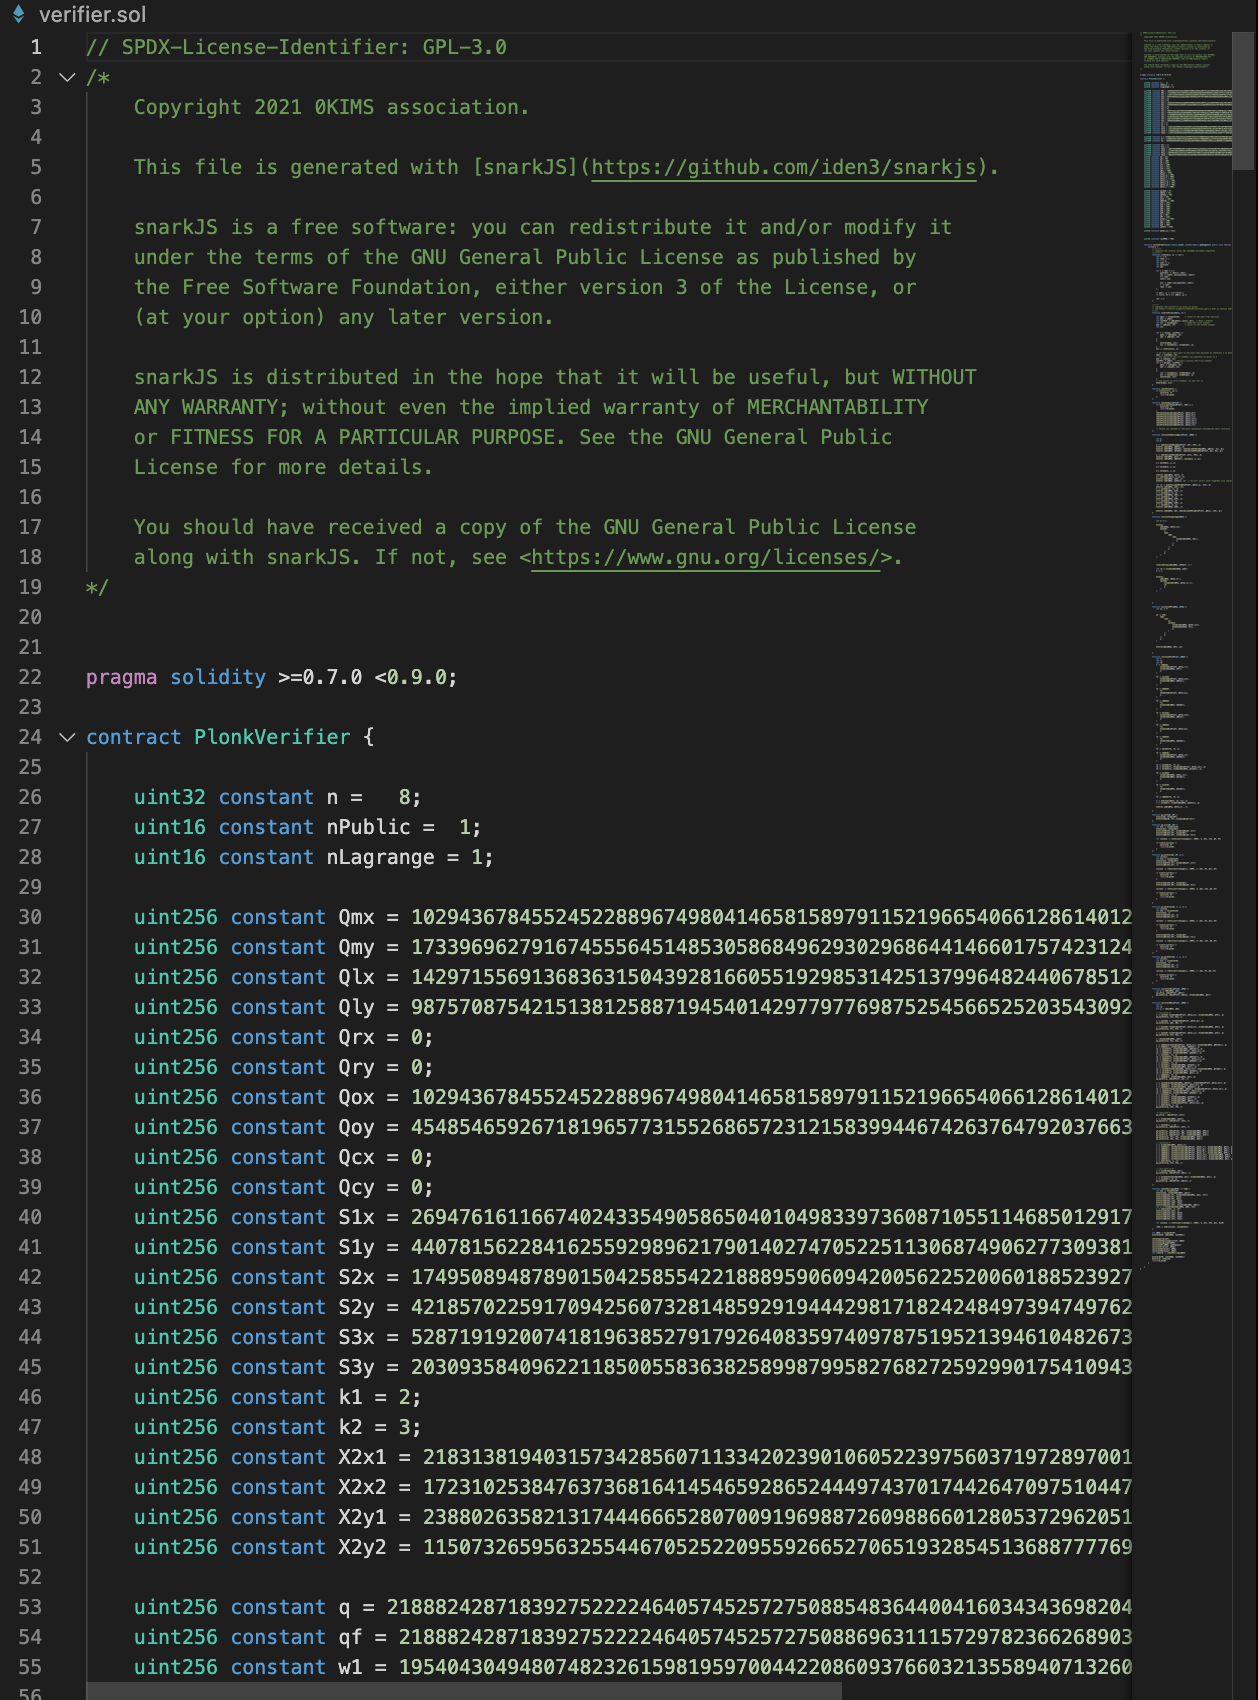 verifier.sol
1 // SPDX-License-Identifier: GPL-3.0
2 /*
3 Copyright 2021 0KIMS association.
4
5 This file is generated with [snarkJS](https://github.com/iden3/snarkjs).
6
7 snarkJS is a free software: you can redistribute it and/or modify it
8 under the terms of the GNU General Public License as published by
9 the Free Software Foundation, either version 3 of the License, or
10 (at your option) any later version.
11
12 snarkJS is distributed in the hope that it will be useful, but WITHOUT
13 ANY WARRANTY; without even the implied warranty of MERCHANTABILITY
14 or FITNESS FOR A PARTICULAR PURPOSE. See the GNU General Public
15 License for more details.
16
17 You should have received a copy of the GNU General Public License
18 along with snarkJS. If not, see <https://www.gnu.org/licenses/>.
19 */
20
21
22 pragma solidity >=0.7.0 <0.9.0;
23
24 contract PlonkVerifier {
25
26 uint32 constant n = 8;
27 uint16 constant nPublic = 1;
28 uint16 constant nLagrange = 1;
29
30 uint256 constant Qmx = 102943678455245228896749804146581589791152196654066128614012
31 uint256 constant Qmy = 173396962791674555645148530586849629302968644146601757423124
32 uint256 constant Qlx = 142971556913683631504392816605519298531425137996482440678512
33 uint256 constant Qly = 987570875421513812588719454014297797769875254566525203543092
34 uint256 constant Qrx = 0;
35 uint256 constant Qry = 0;
36 uint256 constant Qox = 102943678455245228896749804146581589791152196654066128614012
37 uint256 constant Qoy = 454854659267181965773155268657231215839944674263764792037663
38 uint256 constant Qcx = 0;
39 uint256 constant Qcy = 0;
40 uint256 constant S1x = 269476161166740243354905865040104983397360871055114685012917
41 uint256 constant S1y = 440781562284162559298962179014027470522511306874906277309381
42 uint256 constant S2x = 174950894878901504258554221888959060942005622520060188523927
43 uint256 constant S2y = 421857022591709425607328148592919444298171824248497394749762
44 uint256 constant S3x = 528719192007418196385279179264083597409787519521394610482673
45 uint256 constant S3y = 203093584096221185005583638258998799582768272592990175410943
46 uint256 constant k1 = 2;
47 uint256 constant k2 = 3;
48 uint256 constant X2x1 = 21831381940315734285607113342023901060522397560371972897001
49 uint256 constant X2x2 = 17231025384763736816414546592865244497437017442647097510447
50 uint256 constant X2y1 = 23880263582131744466652807009196988726098866012805372962051
51 uint256 constant X2y2 = 11507326595632554467052522095592665270651932854513688777769
52
53 uint256 constant q = 21888242871839275222246405745257275088548364400416034343698204
54 uint256 constant qf = 2188824287183927522224640574525727508869631115729782366268903
55 uint256 constant w1 = 1954043049480748232615981959700442208609376603213558940713260
56